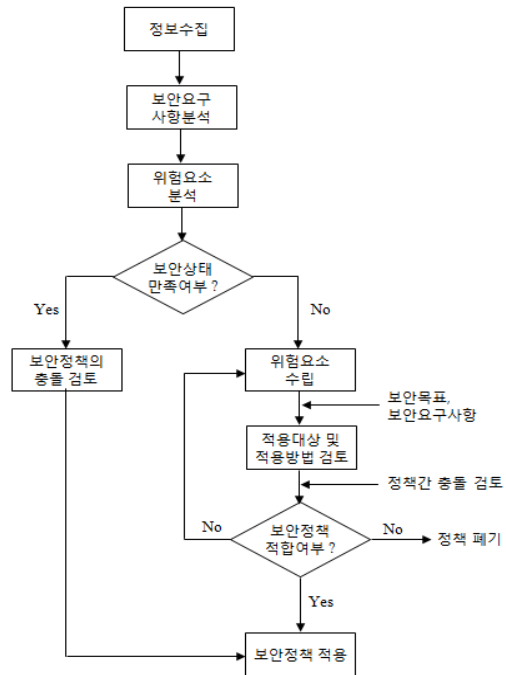 정보수집
보안요구
사항분석
위험요소
분석
보안상태
만족여부 ?
Yes
No
보안정책의
충돌 검토
위험요소
수립
보안목표,
보안요구사항
적용대상 및
적용방법 검토
정책간 충돌 검토
No
보안정책
적합여부 ?
No
정책 폐기
Yes
보안정책 적용